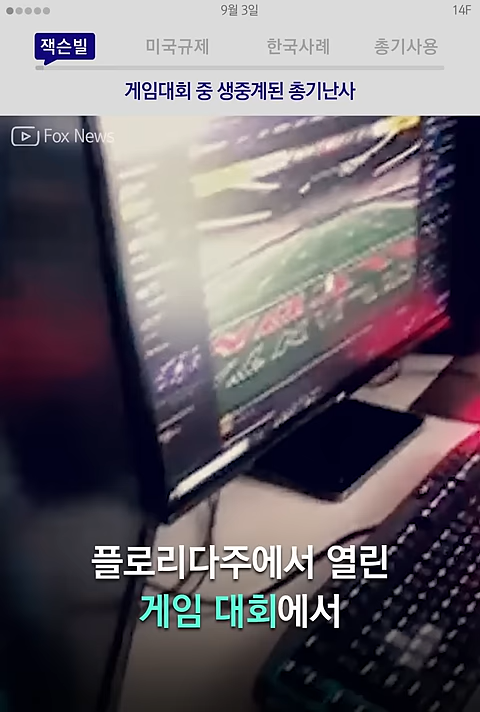 9월 3일
14F
잭슨빌
미국규제
한국사례
총기사용
게임대회 중 생중계된 총기난사
Fox News
플로리다주에서 열린
게임 대회에서